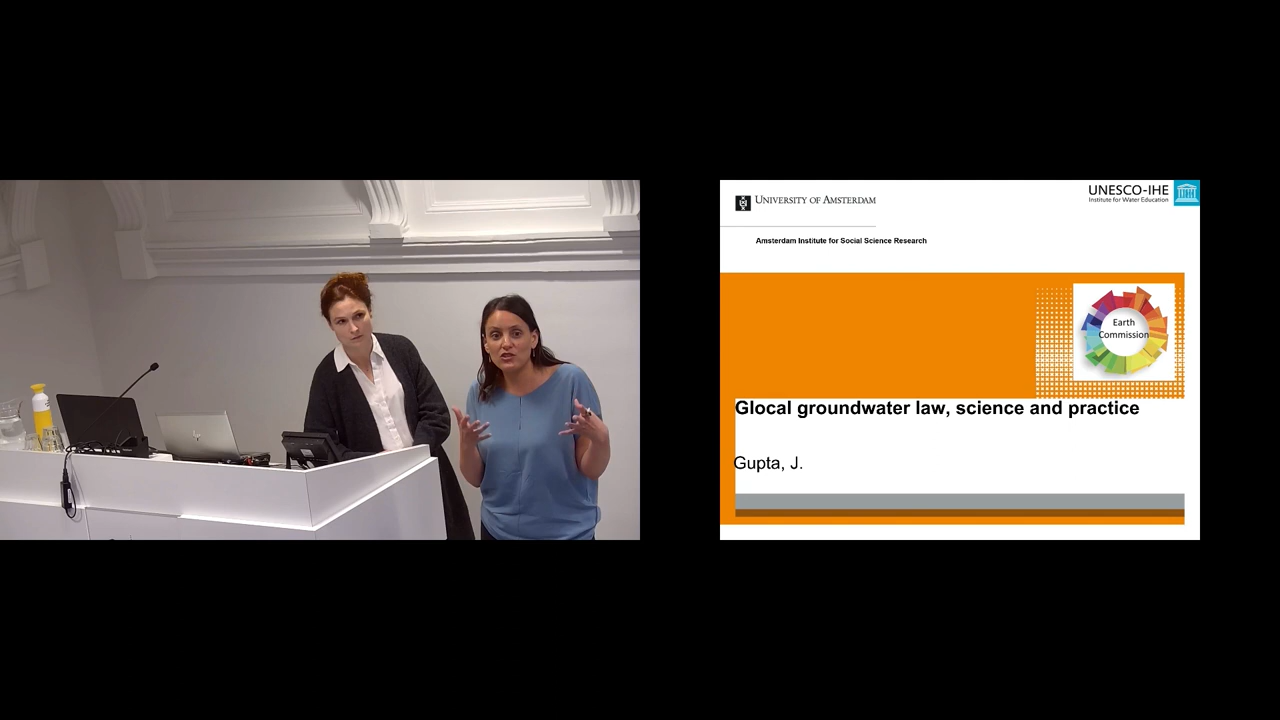 UNIVERSITY OF AMSTERDAM
UNESCO-IHE
Institute for Water Education
Amsterdam Institute for Social Science Research
Earth
Commission
Glocal groundwater law, science and practice
Gupta, J.